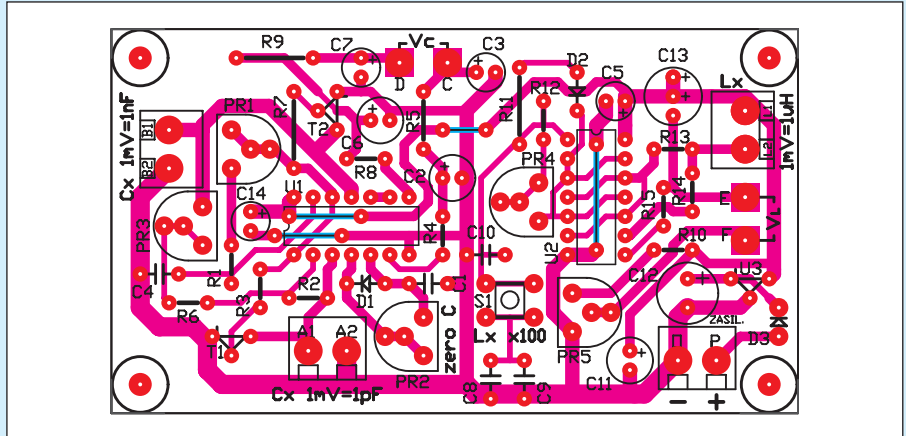 R9
C7
Vc
D
C
C3
D2
C13
Lx
PR1
R7
T2
C6
R5
R11
R12
C5
L1
L2
1mV=1uH
B1
B2
Cx 1mV=1nF
R13
R8
PR4
C2
C14
U1
R14
R15
E
F
VL
PR3
R4
C10
U2
R10
C4
R1
R2
R3
D1
C1
S1
C12
U3
R6
T1
A1
A2
zero C
Lx x100
PR5
ZASIL.
D3
PR2
Cx 1mV=1pF
C8
C9
C11
P
- +